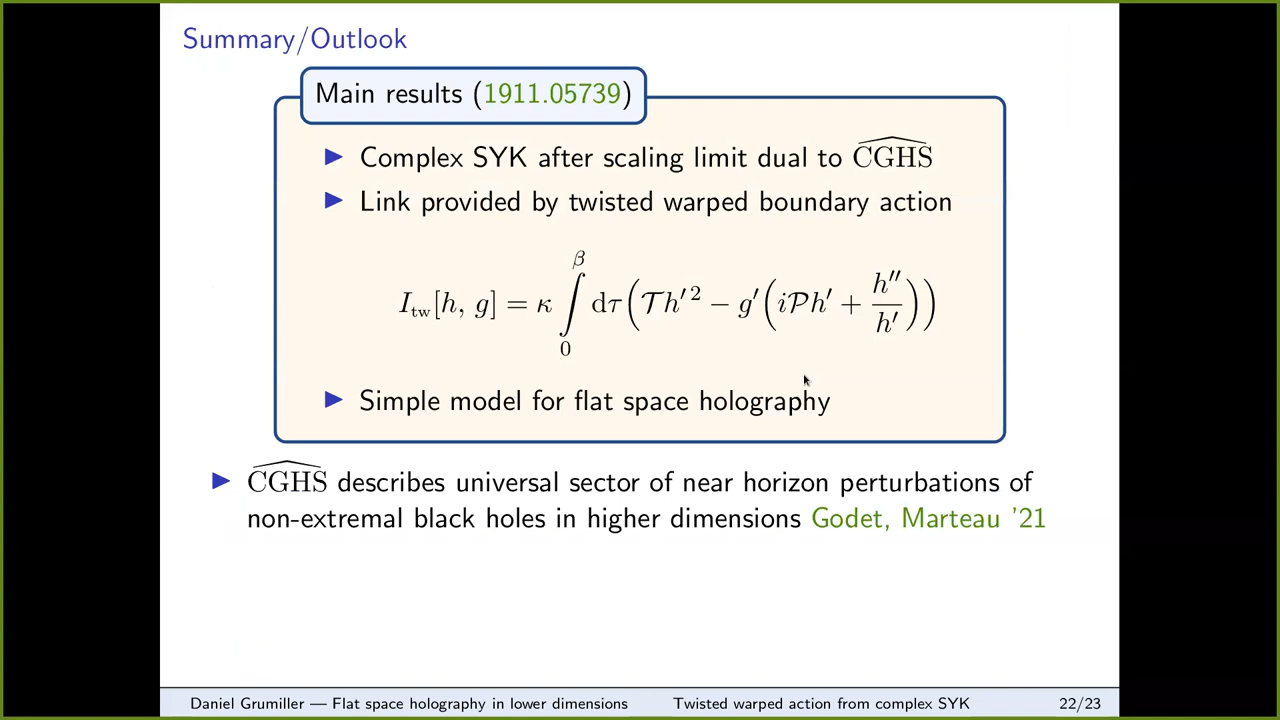 Summary/Outlook
Main results (1911.05739)
▶ Complex SYK after scaling limit dual to $\widehat{\text{CGHS}}$
▶ Link provided by twisted warped boundary action
$I_{\text{tw}}[h, g] = \kappa \int\limits_0^\beta \mathrm{d}\tau \Big( \mathcal{T} h'^2 - g' \Big( i\mathcal{P} h' + \frac{h''}{h'} \Big) \Big)$
▶ Simple model for flat space holography
▶ $\widehat{\text{CGHS}}$ describes universal sector of near horizon perturbations of
non-extremal black holes in higher dimensions Godet, Marteau '21
Daniel Grumiller — Flat space holography in lower dimensions Twisted warped action from complex SYK 22/23